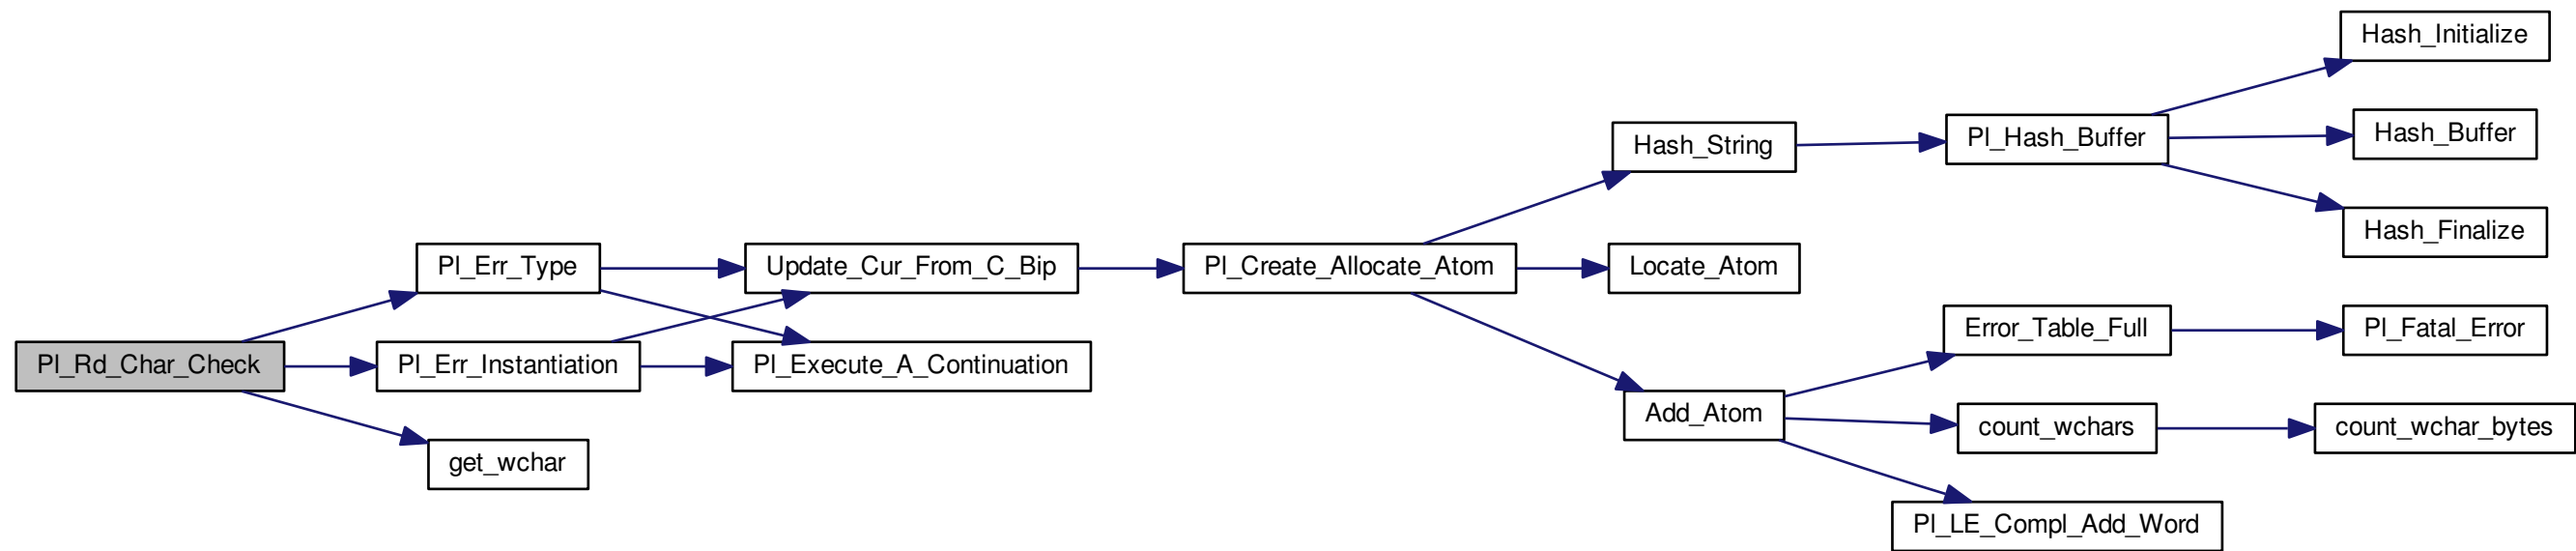 Hash_Initialize
Hash_Buffer
Hash_String
Pl_Hash_Buffer
Hash_Finalize
Pl_Err_Type
Update_Cur_From_C_Bip
Pl_Create_Allocate_Atom
Locate_Atom
Error_Table_Full
Pl_Fatal_Error
Pl_Rd_Char_Check
Pl_Err_Instantiation
Pl_Execute_A_Continuation
Add_Atom
count_wchars
count_wchar_bytes
get_wchar
Pl_LE_Compl_Add_Word